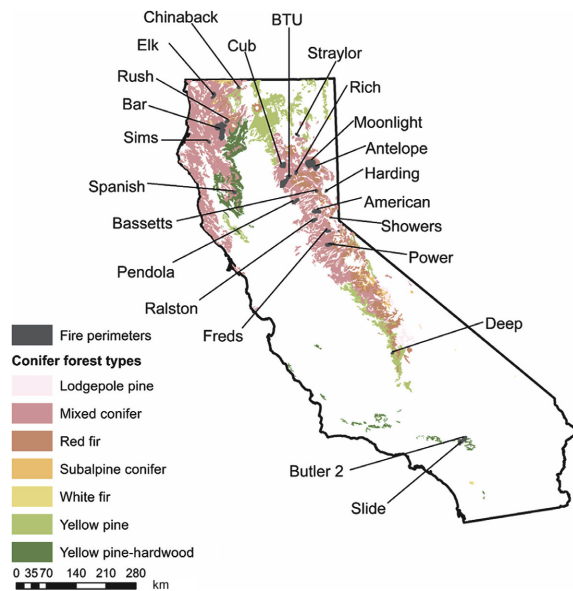 Chinaback
BTU
Elk
Cub
Straylor
Rush
Rich
Bar
Moonlight
Sims
Antelope
Harding
Spanish
American
Bassetts
Showers
Power
Pendola
Ralston
Freds
Deep
Fire perimeters
Conifer forest types
Lodgepole pine
Mixed conifer
Red fir
Subalpine conifer
White fir
Yellow pine
Yellow pine-hardwood
Butler 2
Slide
0 35 70 140 210 280
km